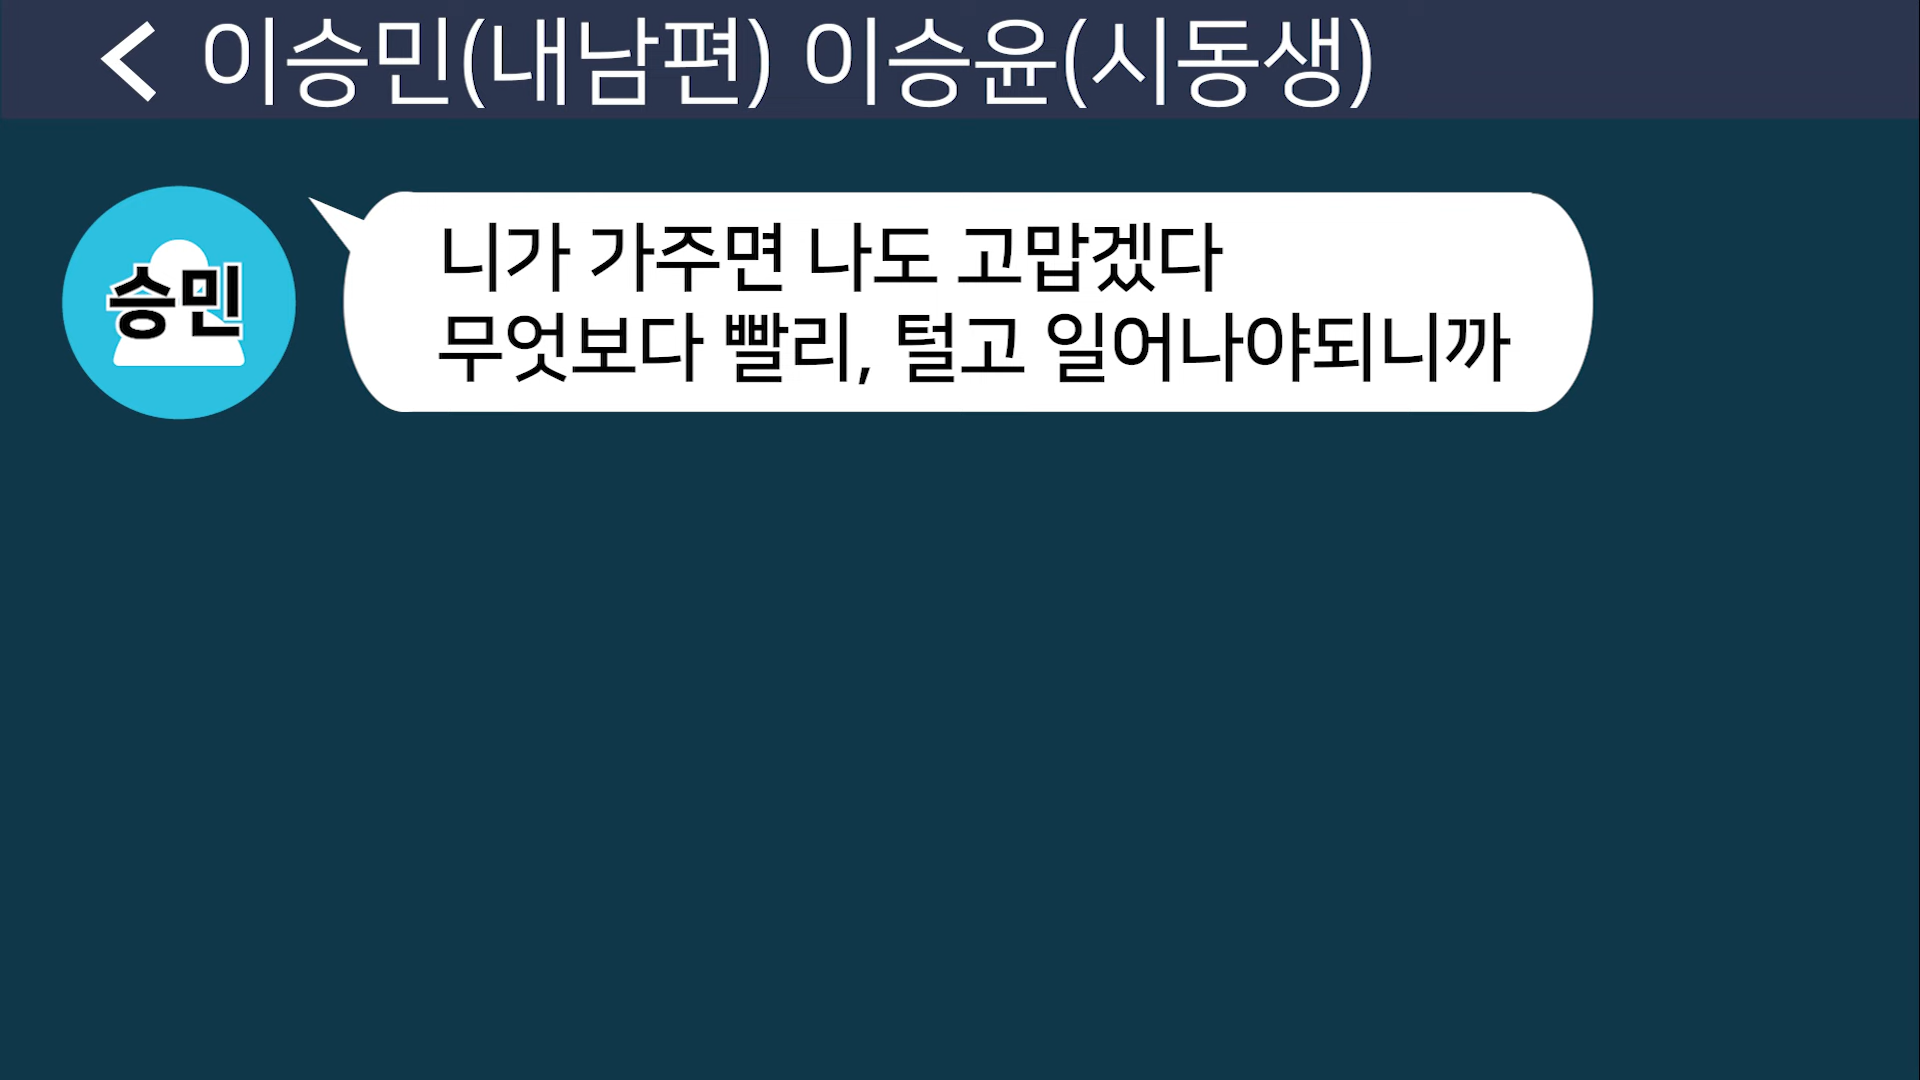 이승민(내남편) 이승윤(시동생)
승민
니가 가주면 나도 고맙겠다
무엇보다 빨리, 털고 일어나야되니까